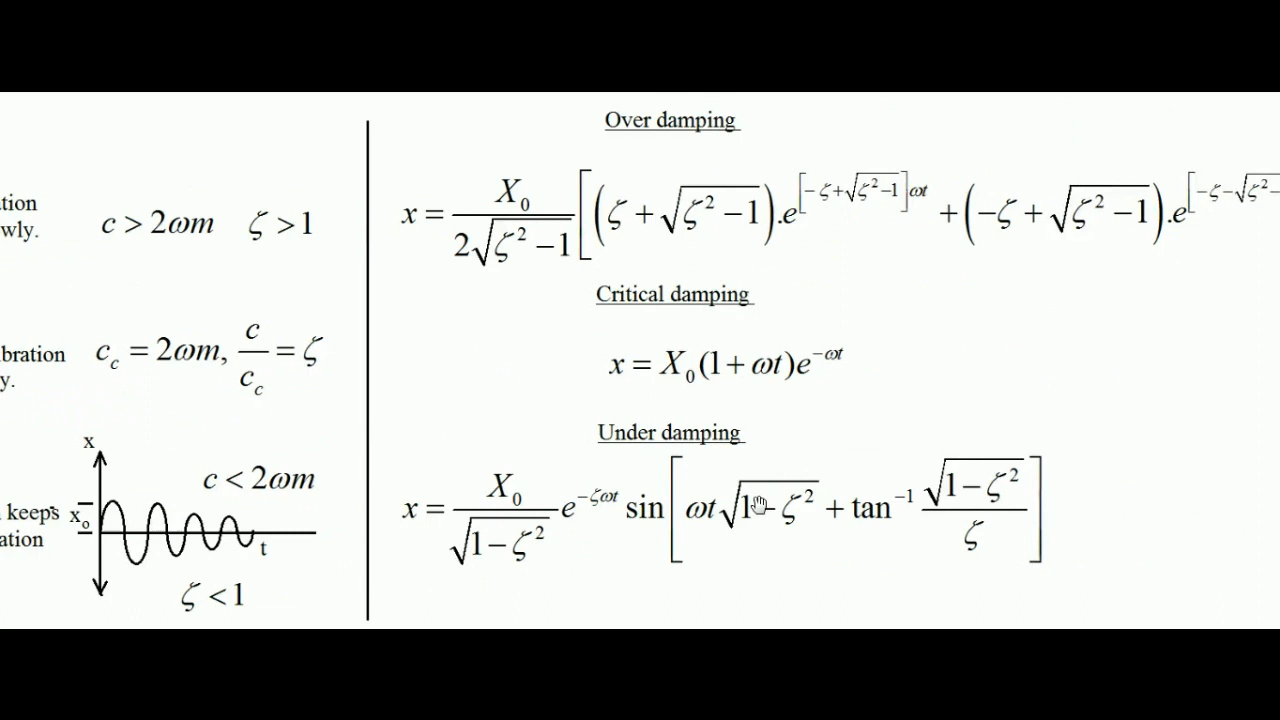 Over damping
tion
wly.
c > 2ωm ζ > 1
x = X₀ / 2√(ζ² − 1) [ (ζ + √(ζ² − 1)).e^[−ζ + √(ζ² − 1)]ωt + (−ζ + √(ζ² − 1)).e^[−ζ − √(ζ² −
Critical damping
bration
y.
c_c = 2ωm, c / c_c = ζ
x = X₀(1 + ωt)e^−ωt
Under damping
x
c < 2ωm
keeps
ation
x₀
t
ζ < 1
x = X₀ / √(1 − ζ²) e^−ζωt sin [ ωt√(1 − ζ²) + tan⁻¹ √(1 − ζ²) / ζ ]